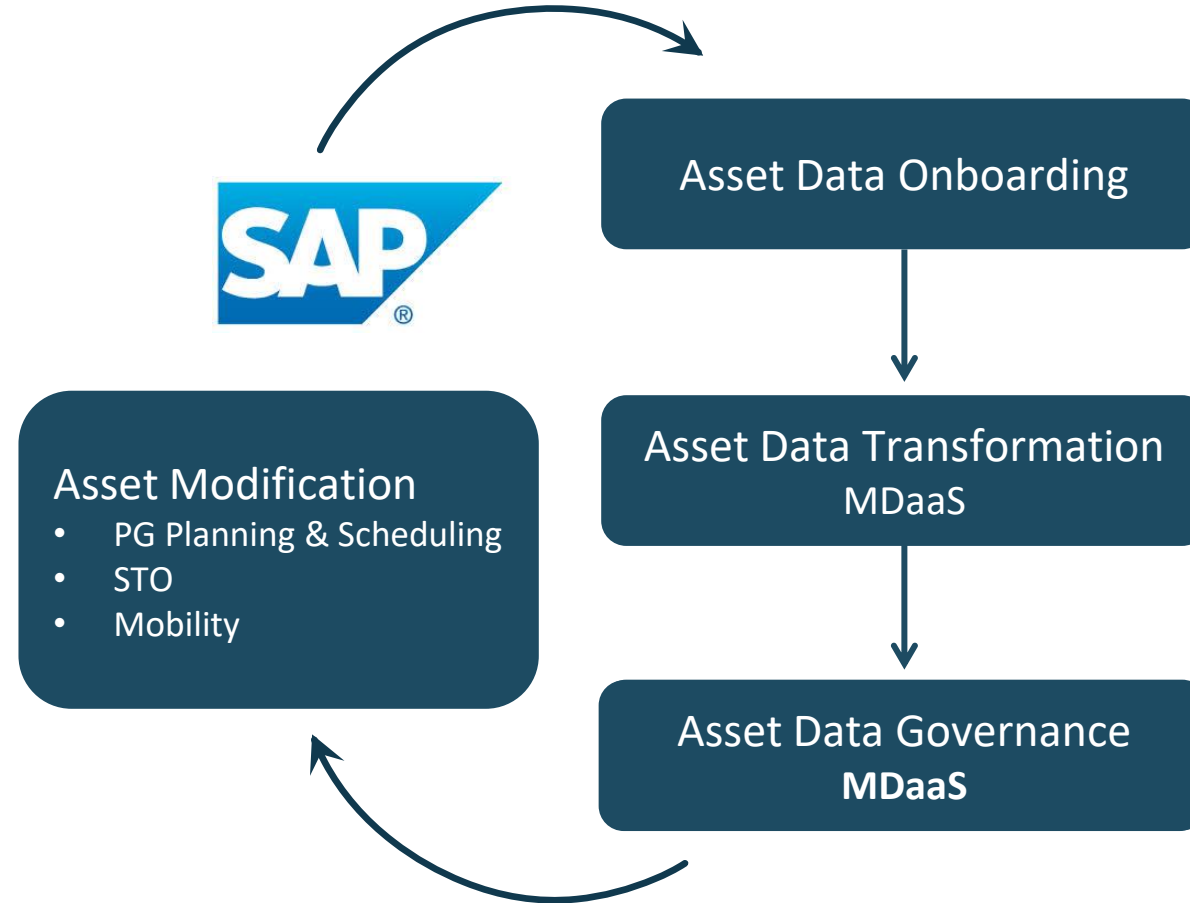 SAP
®
Asset Data Onboarding
Asset Data Transformation
MDaaS
Asset Data Governance
MDaaS
Asset Modification
• PG Planning & Scheduling
• STO
• Mobility